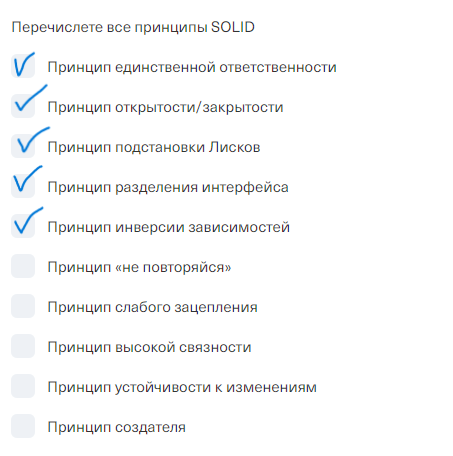 Перечислете все принципы SOLID
Принцип единственной ответственности
Принцип открытости/закрытости
Принцип подстановки Лисков
Принцип разделения интерфейса
Принцип инверсии зависимостей
Принцип «не повторяйся»
Принцип слабого зацепления
Принцип высокой связности
Принцип устойчивости к изменениям
Принцип создателя